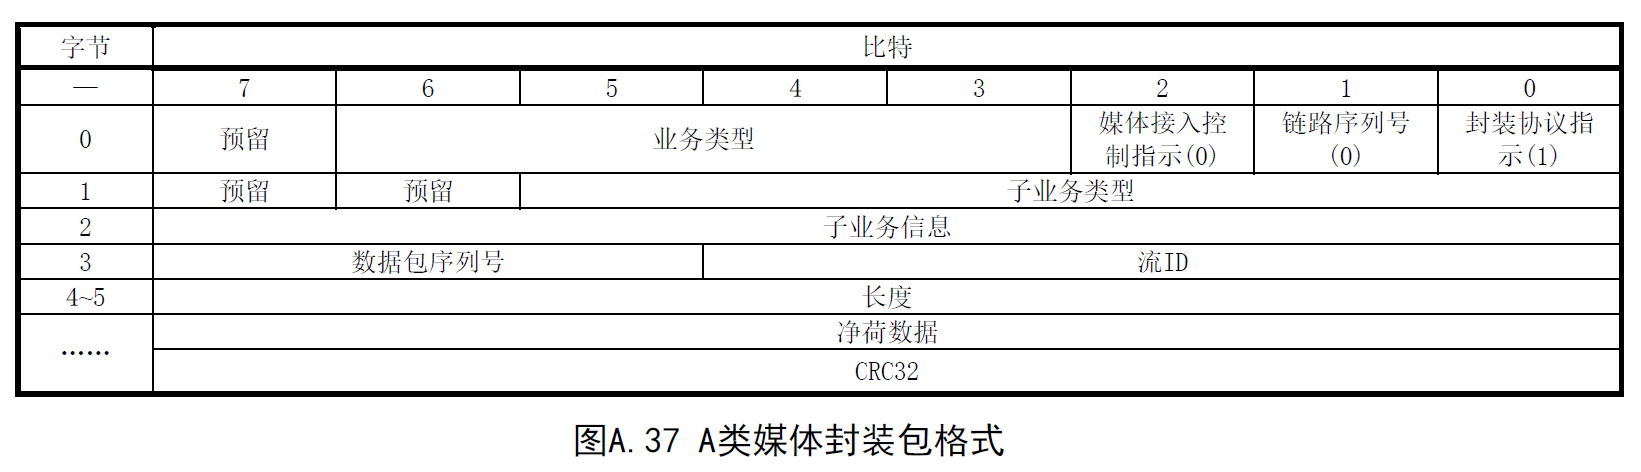 字节 比特
— 7 6 5 4 3 2 1 0
0 预留 业务类型 媒体接入控制指示(0) 链路序列号(0) 封装协议指示(1)
1 预留 预留 子业务类型
2 子业务信息
3 数据包序列号 流ID
4~5 长度
…… 净荷数据
CRC32
图A.37 A类媒体封装包格式